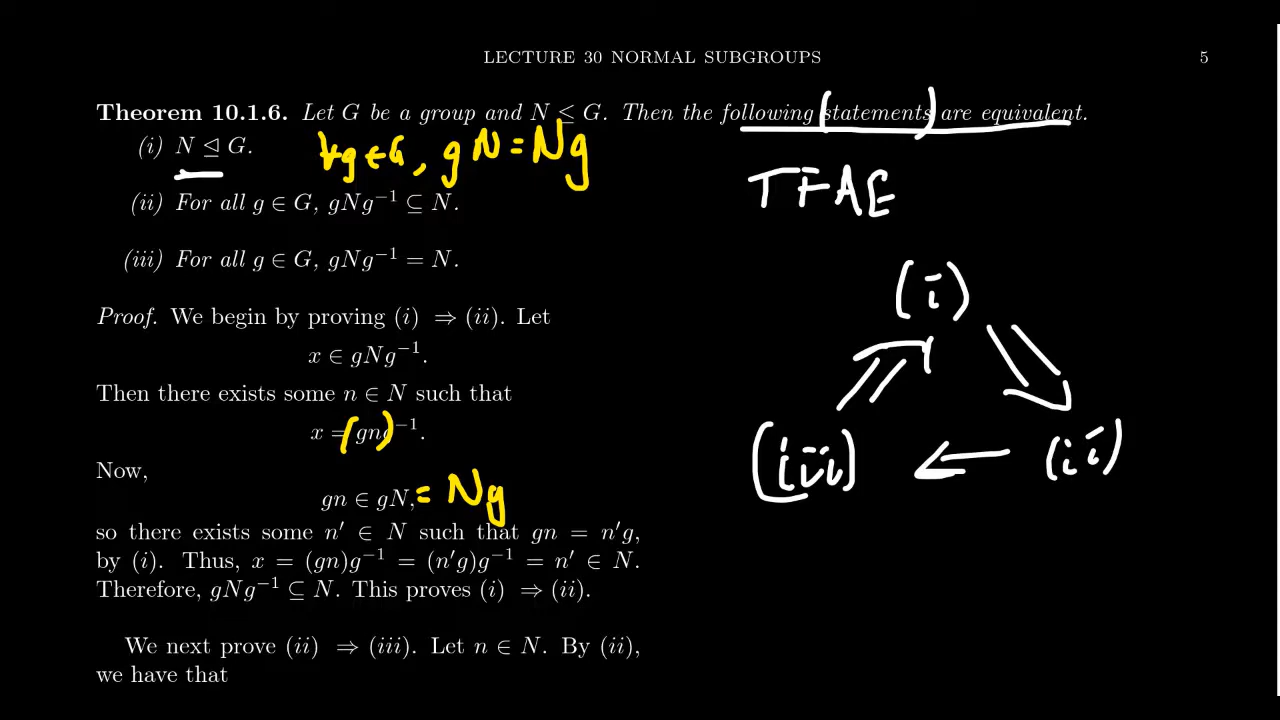 LECTURE 30 NORMAL SUBGROUPS 5
Theorem 10.1.6. Let G be a group and N ≤ G. Then the following (statements) are equivalent.
(i) N ⊴ G. ∀g∈G, gN = Ng
TFAE
(ii) For all g ∈ G, gNg⁻¹ ⊆ N.
(iii) For all g ∈ G, gNg⁻¹ = N.
(i)
Proof. We begin by proving (i) ⇒ (ii). Let
x ∈ gNg⁻¹.
Then there exists some n ∈ N such that
x = (gn)g⁻¹.
(iii) ← (ii)
Now,
gn ∈ gN, = Ng
so there exists some n′ ∈ N such that gn = n′g,
by (i). Thus, x = (gn)g⁻¹ = (n′g)g⁻¹ = n′ ∈ N.
Therefore, gNg⁻¹ ⊆ N. This proves (i) ⇒ (ii).
We next prove (ii) ⇒ (iii). Let n ∈ N. By (ii),
we have that